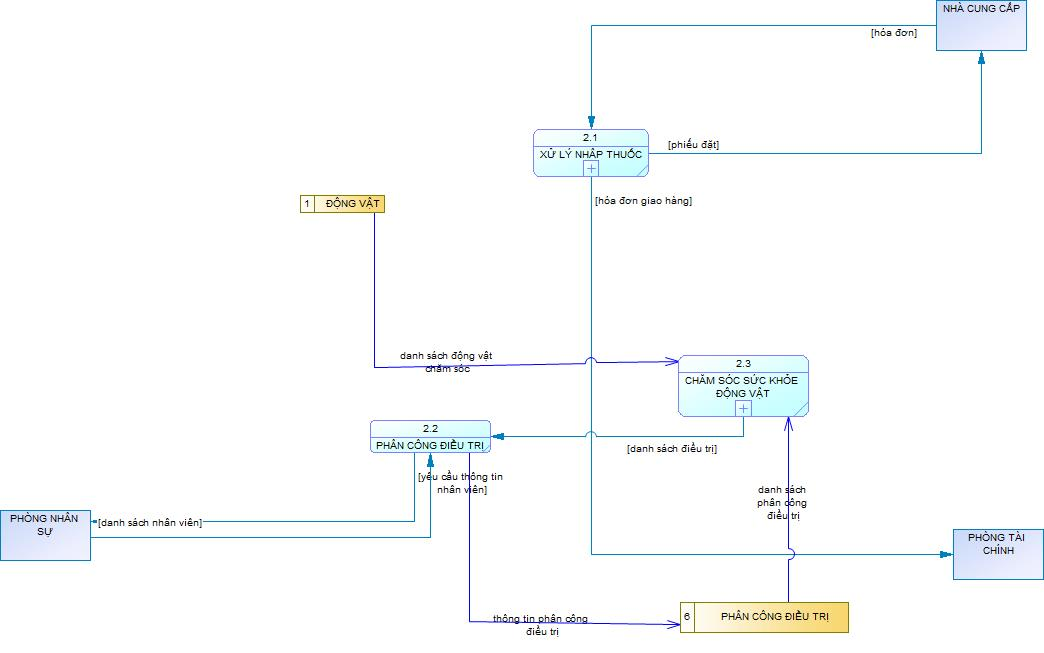 NHÀ CUNG CẤP
[hóa đơn]
2.1
XỬ LÝ NHẬP THUỐC
[phiếu đặt]
[hóa đơn giao hàng]
1
ĐỘNG VẬT
danh sách động vật
chăm sóc
2.3
CHĂM SÓC SỨC KHỎE
ĐỘNG VẬT
2.2
PHÂN CÔNG ĐIỀU TRỊ
[danh sách điều trị]
[yêu cầu thông tin
nhân viên]
danh sách
phân công
điều trị
PHÒNG NHÂN
SỰ
[danh sách nhân viên]
PHÒNG TÀI
CHÍNH
thông tin phân công
điều trị
6
PHÂN CÔNG ĐIỀU TRỊ